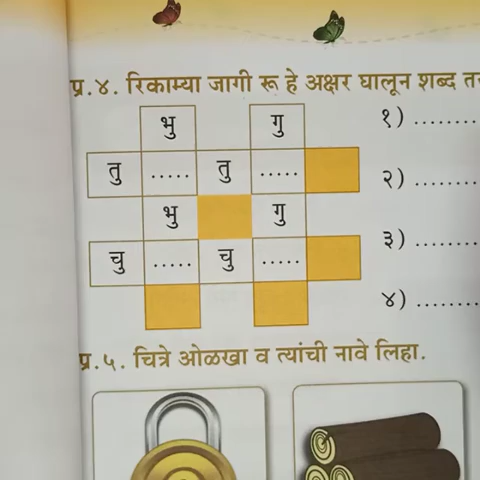 प्र.४. रिकाम्या जागी रू हे अक्षर घालून शब्द
भु गु
१) ........
तु ..... तु .....
२) ........
भु गु
३) ........
चु ..... चु .....
४) ........
प्र.५. चित्रे ओळखा व त्यांची नावे लिहा.